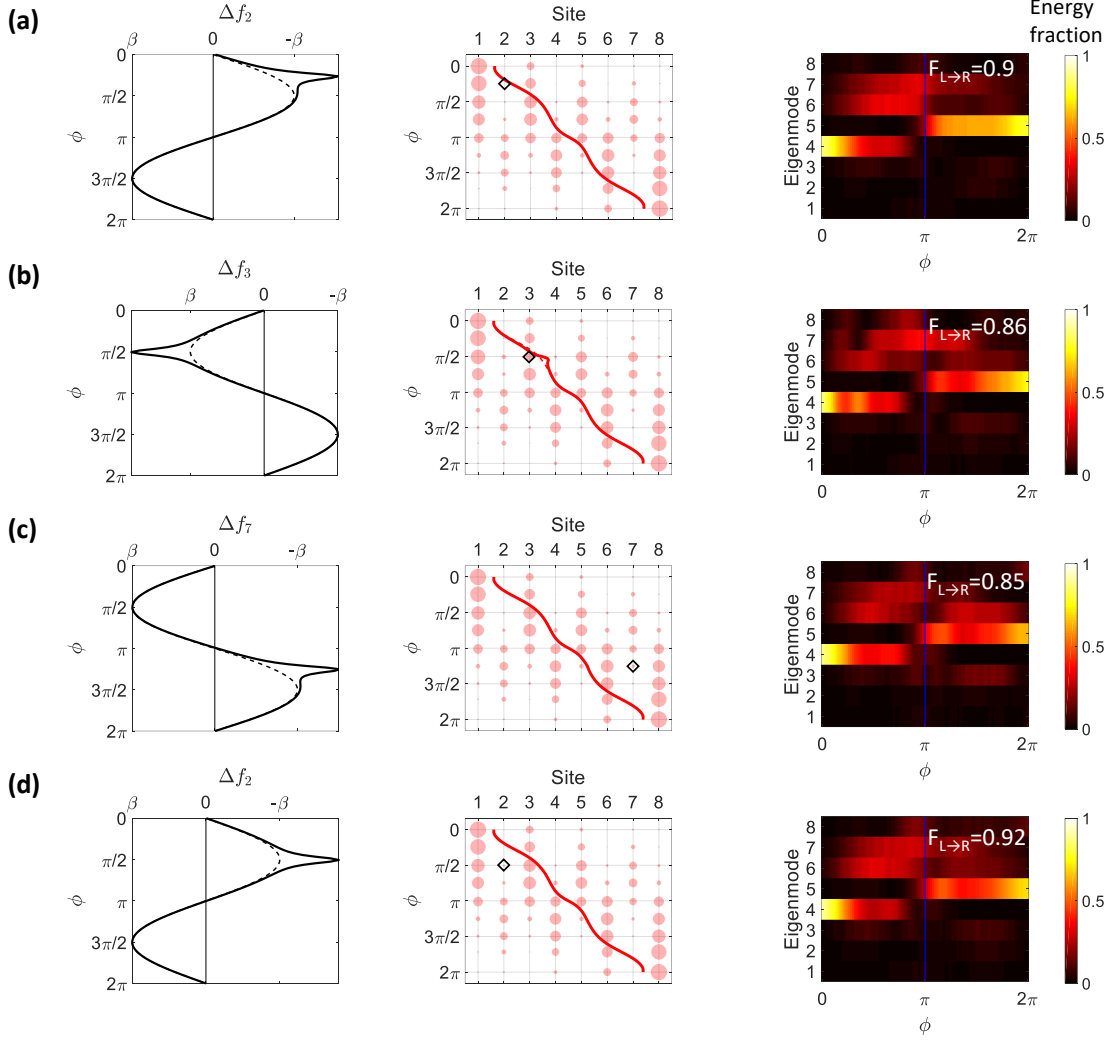 (a)
Δf₂
β 0 -β
0
π/2
π
3π/2
2π
ϕ
Site
1 2 3 4 5 6 7 8
0
π/2
π
3π/2
2π
ϕ
Energy
fraction
F_{L→R}=0.9
8
7
6
5
4
3
2
1
Eigenmode
0 π 2π
ϕ
1
0.5
0
(b)
Δf₃
β 0 -β
0
π/2
π
3π/2
2π
ϕ
Site
1 2 3 4 5 6 7 8
0
π/2
π
3π/2
2π
ϕ
F_{L→R}=0.86
8
7
6
5
4
3
2
1
Eigenmode
0 π 2π
ϕ
1
0.5
0
(c)
Δf₇
β 0 -β
0
π/2
π
3π/2
2π
ϕ
Site
1 2 3 4 5 6 7 8
0
π/2
π
3π/2
2π
ϕ
F_{L→R}=0.85
8
7
6
5
4
3
2
1
Eigenmode
0 π 2π
ϕ
1
0.5
0
(d)
Δf₂
β 0 -β
0
π/2
π
3π/2
2π
ϕ
Site
1 2 3 4 5 6 7 8
0
π/2
π
3π/2
2π
ϕ
F_{L→R}=0.92
8
7
6
5
4
3
2
1
Eigenmode
0 π 2π
ϕ
1
0.5
0